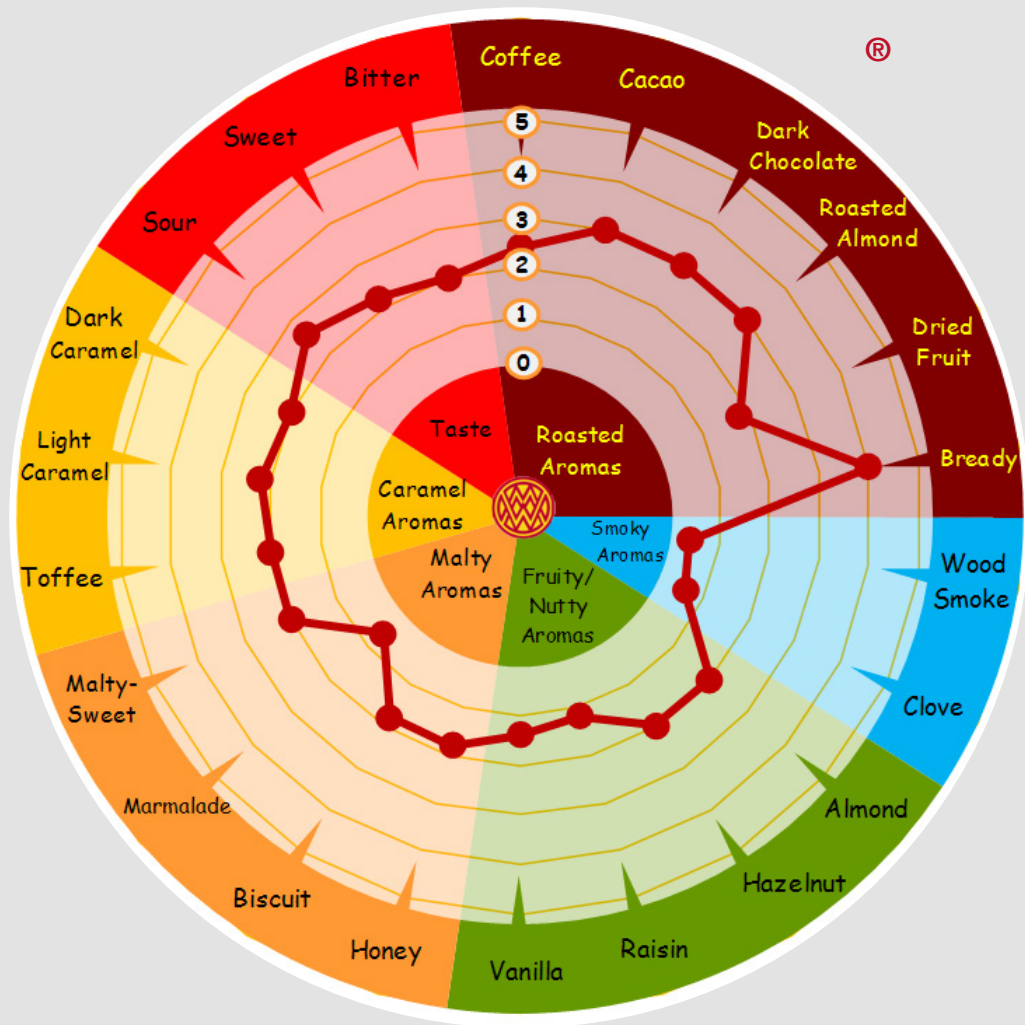 ®
Coffee
Cacao
Dark
Chocolate
Roasted
Almond
Dried
Fruit
Bready
Wood
Smoke
Clove
Almond
Hazelnut
Raisin
Vanilla
Honey
Biscuit
Marmalade
Malty-
Sweet
Toffee
Light
Caramel
Dark
Caramel
Sour
Sweet
Bitter
5
4
3
2
1
0
Taste
Roasted
Aromas
Caramel
Aromas
Smoky
Aromas
Malty
Aromas
Fruity/
Nutty
Aromas